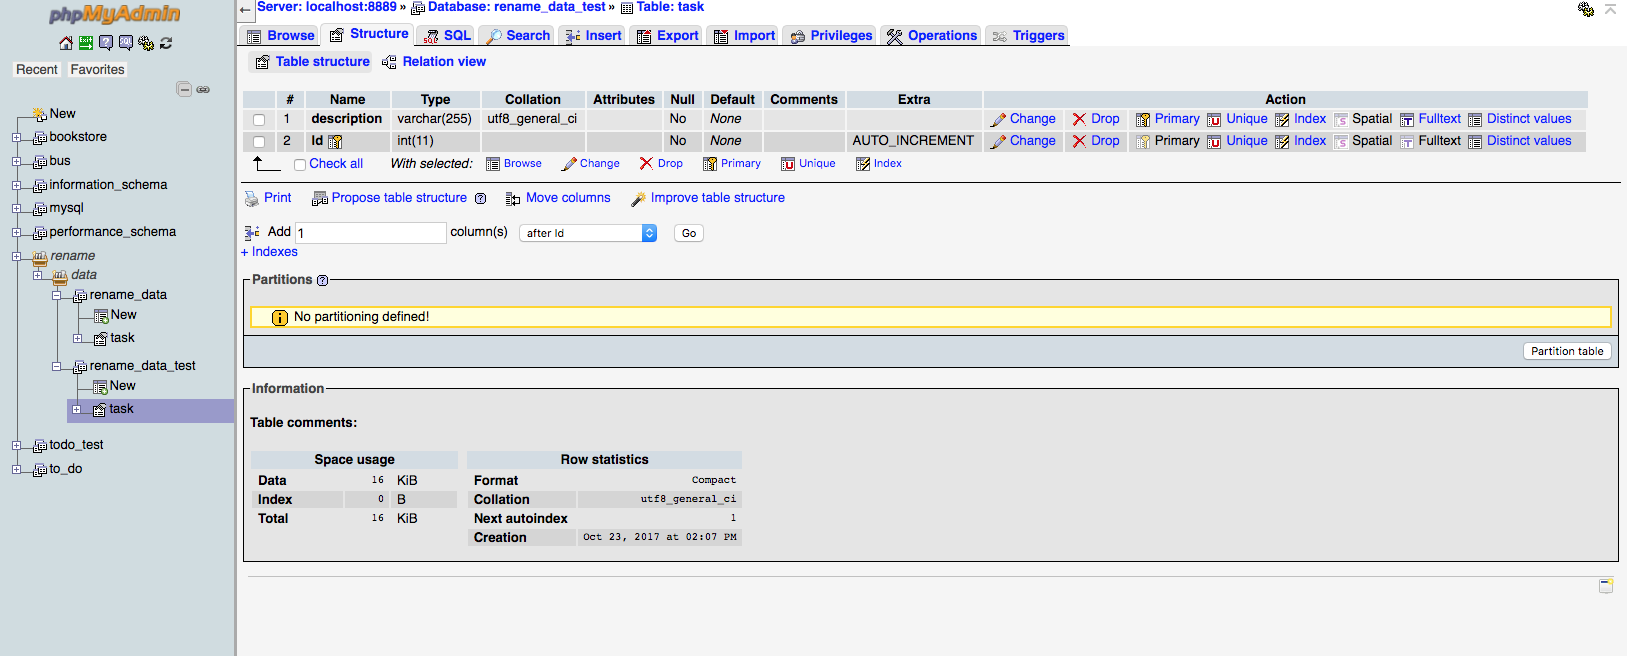 phpMyAdmin
Recent Favorites
New
bookstore
bus
information_schema
mysql
performance_schema
rename
data
rename_data
New
task
rename_data_test
New
task
todo_test
to_do
Server: localhost:8889 » Database: rename_data_test » Table: task
Browse Structure SQL Search Insert Export Import Privileges Operations Triggers
Table structure Relation view
# Name Type Collation Attributes Null Default Comments Extra Action
1 description varchar(255) utf8_general_ci No None Change Drop Primary Unique Index Spatial Fulltext Distinct values
2 Id int(11) No None AUTO_INCREMENT Change Drop Primary Unique Index Spatial Fulltext Distinct values
Check all With selected: Browse Change Drop Primary Unique Index
Print Propose table structure Move columns Improve table structure
Add 1 column(s) after Id Go
+ Indexes
Partitions
No partitioning defined!
Partition table
Information
Table comments:
Space usage
Data 16 KiB
Index 0 B
Total 16 KiB
Row statistics
Format Compact
Collation utf8_general_ci
Next autoindex 1
Creation Oct 23, 2017 at 02:07 PM